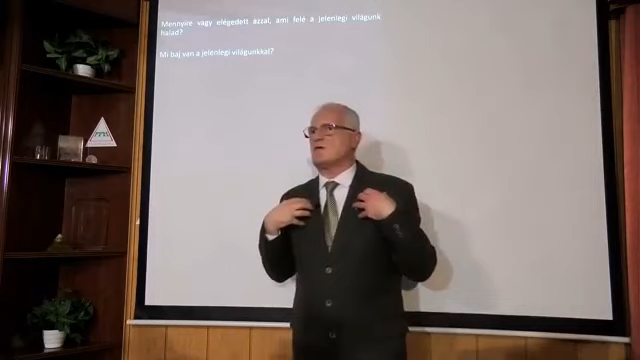 Mennyire vagy elégedett azzal, ami felé a jelenlegi világunk
halad?
Mi baj van a jelenlegi világunkkal?